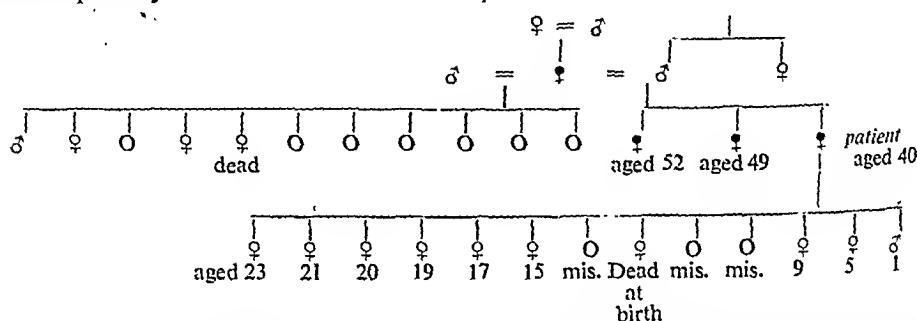 ♀ = ♂
♂ = ♀ = ♂ ♀
♂ ♀ O ♀ ♀ O O O O O O ♀ ♀ ♀ patient
dead aged 52 aged 49 aged 40
♀ ♀ ♀ ♀ ♀ ♀ O ♀ O O ♀ ♀ ♂
aged 23 21 20 19 17 15 mis. Dead mis. mis. 9 5 1
at
birth